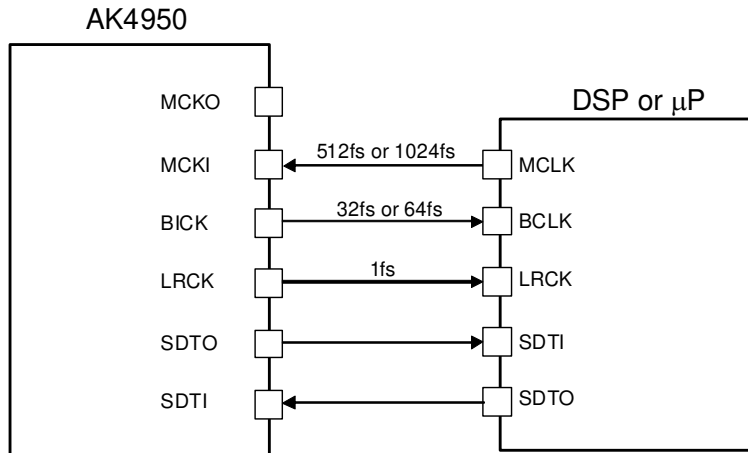 AK4950
DSP or μP
MCKO
MCKI
512fs or 1024fs
MCLK
BICK
32fs or 64fs
BCLK
LRCK
1fs
LRCK
SDTO
SDTI
SDTI
SDTO